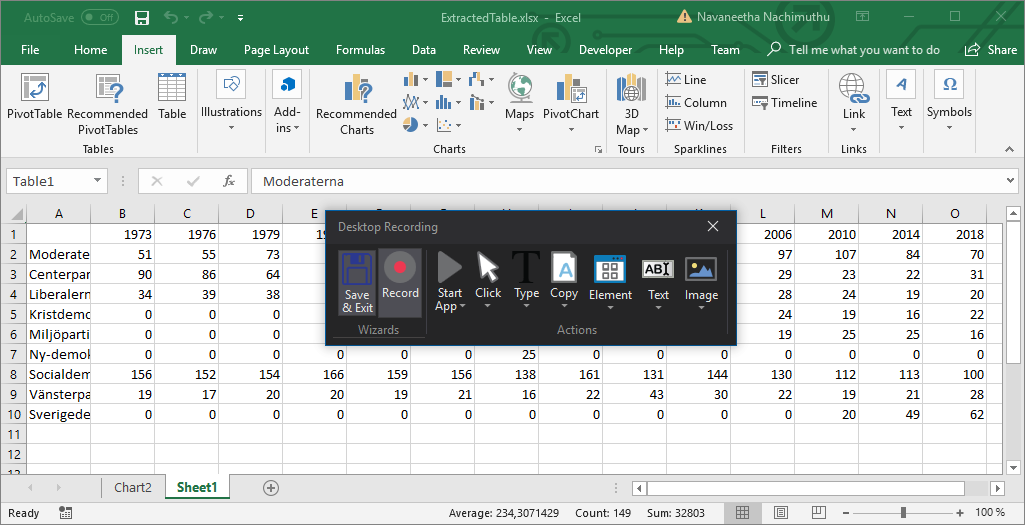 AutoSave Off ExtractedTable.xlsx - Excel Navaneetha Nachimuthu
File Home Insert Draw Page Layout Formulas Data Review View Developer Help Team Tell me what you want to do Share
PivotTable Recommended PivotTables Table Illustrations Add-ins Recommended Charts Maps PivotChart 3D Map Line Column Win/Loss Slicer Timeline Link Text Symbols
Tables Charts Tours Sparklines Filters Links
Table1 fx Moderaterna
A B C D E L M N O
1 1973 1976 1979 2006 2010 2014 2018
Desktop Recording
Save & Exit Record Start App Click Type Copy Element Text Image
Wizards Actions
2 Moderate 51 55 73 97 107 84 70
3 Centerpar 90 86 64 29 23 22 31
4 Liberalern 34 39 38 28 24 19 20
5 Kristdemo 0 0 0 24 19 16 22
6 Miljöparti 0 0 0 19 25 25 16
7 Ny-demok 0 0 0 0 0 0 25 0 0 0 0 0 0 0
8 Socialdem 156 152 154 166 159 156 138 161 131 144 130 112 113 100
9 Vänsterpa 19 17 20 20 19 21 16 22 43 30 22 19 21 28
10 Sverigede 0 0 0 0 0 0 0 0 0 0 0 20 49 62
11
12
Chart2 Sheet1
Ready Average: 234,3071429 Count: 149 Sum: 32803 100 %